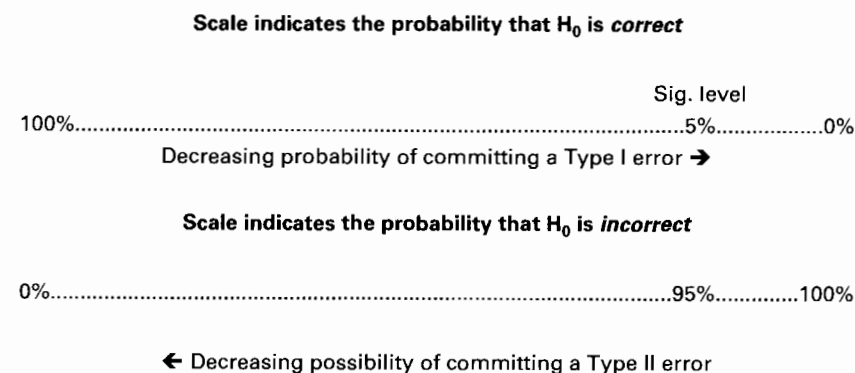 Scale indicates the probability that H₀ is correct
Sig. level
100%..........................................................................................................5%..................0%
Decreasing probability of committing a Type I error →
Scale indicates the probability that H₀ is incorrect
0%..........................................................................................................95%..............100%
← Decreasing possibility of committing a Type II error